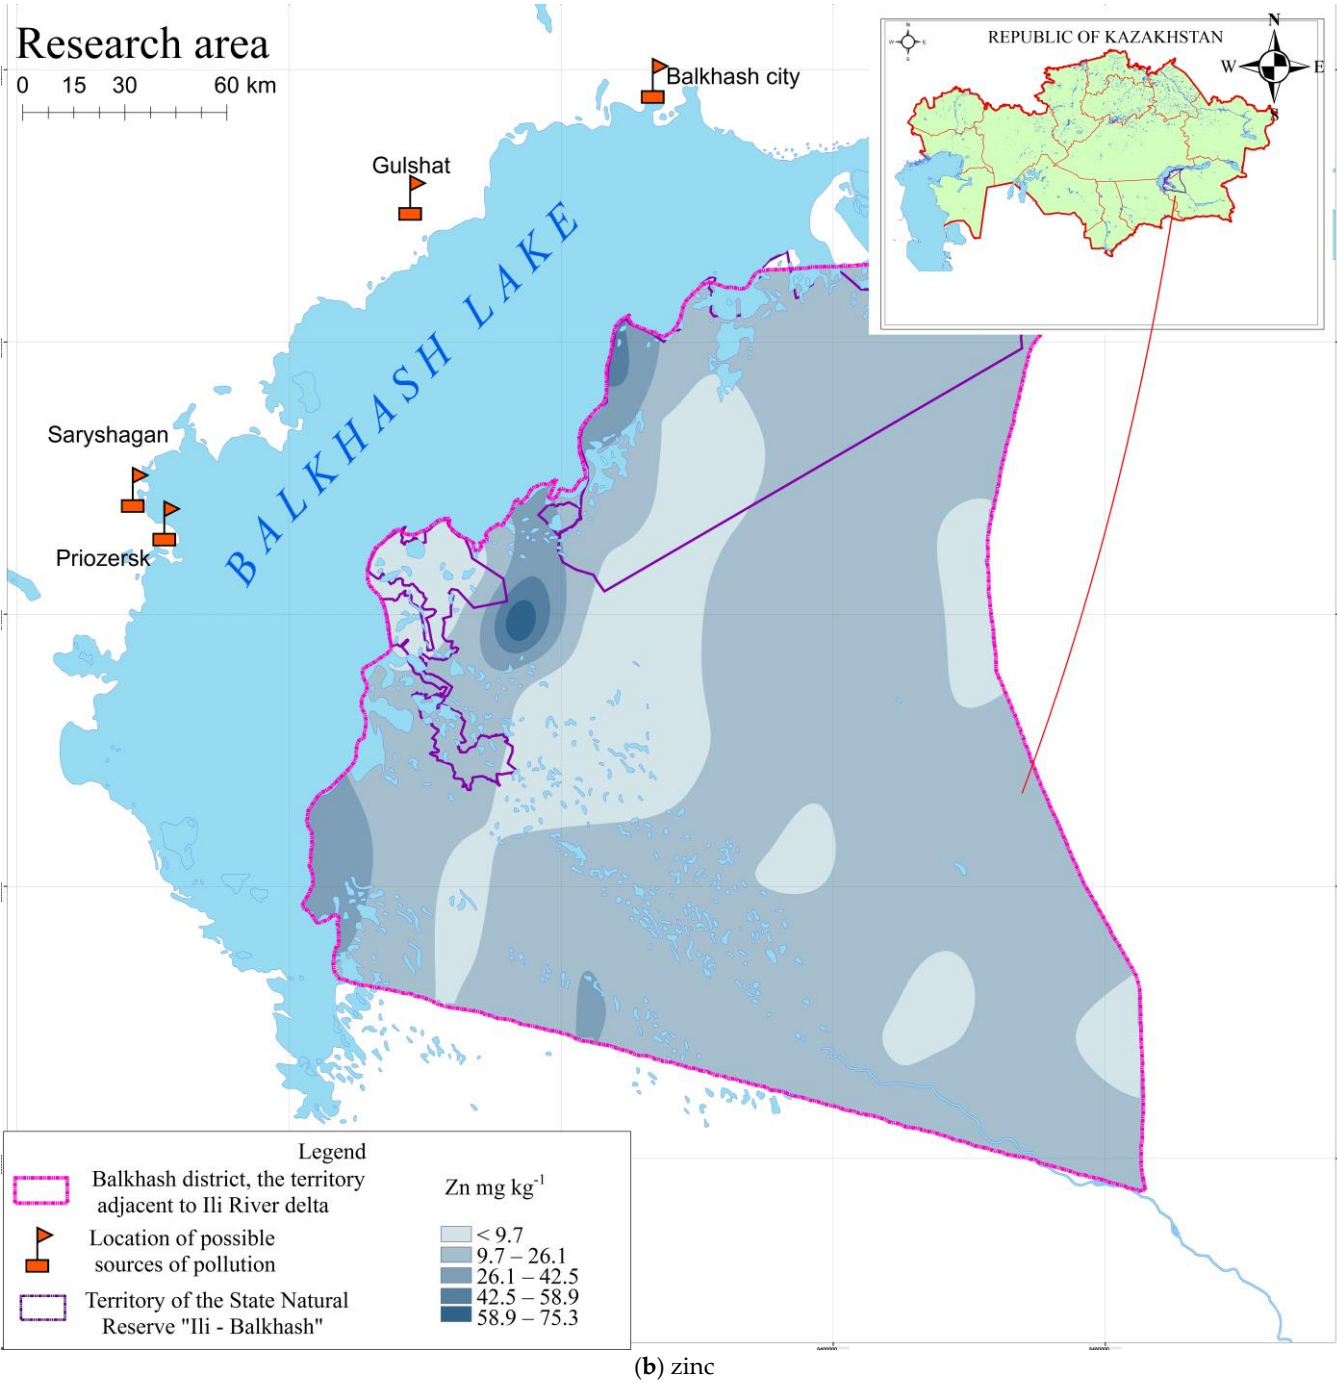 Research area
0 15 30 60 km
Balkhash city
Gulshat
BALKHASH LAKE
Saryshagan
Priozersk
REPUBLIC OF KAZAKHSTAN
N
W E
S
N
W E
S
Legend
Balkhash district, the territory
adjacent to Ili River delta
Location of possible
sources of pollution
Territory of the State Natural
Reserve "Ili - Balkhash"
Zn mg kg⁻¹
< 9.7
9.7 – 26.1
26.1 – 42.5
42.5 – 58.9
58.9 – 75.3
(b) zinc